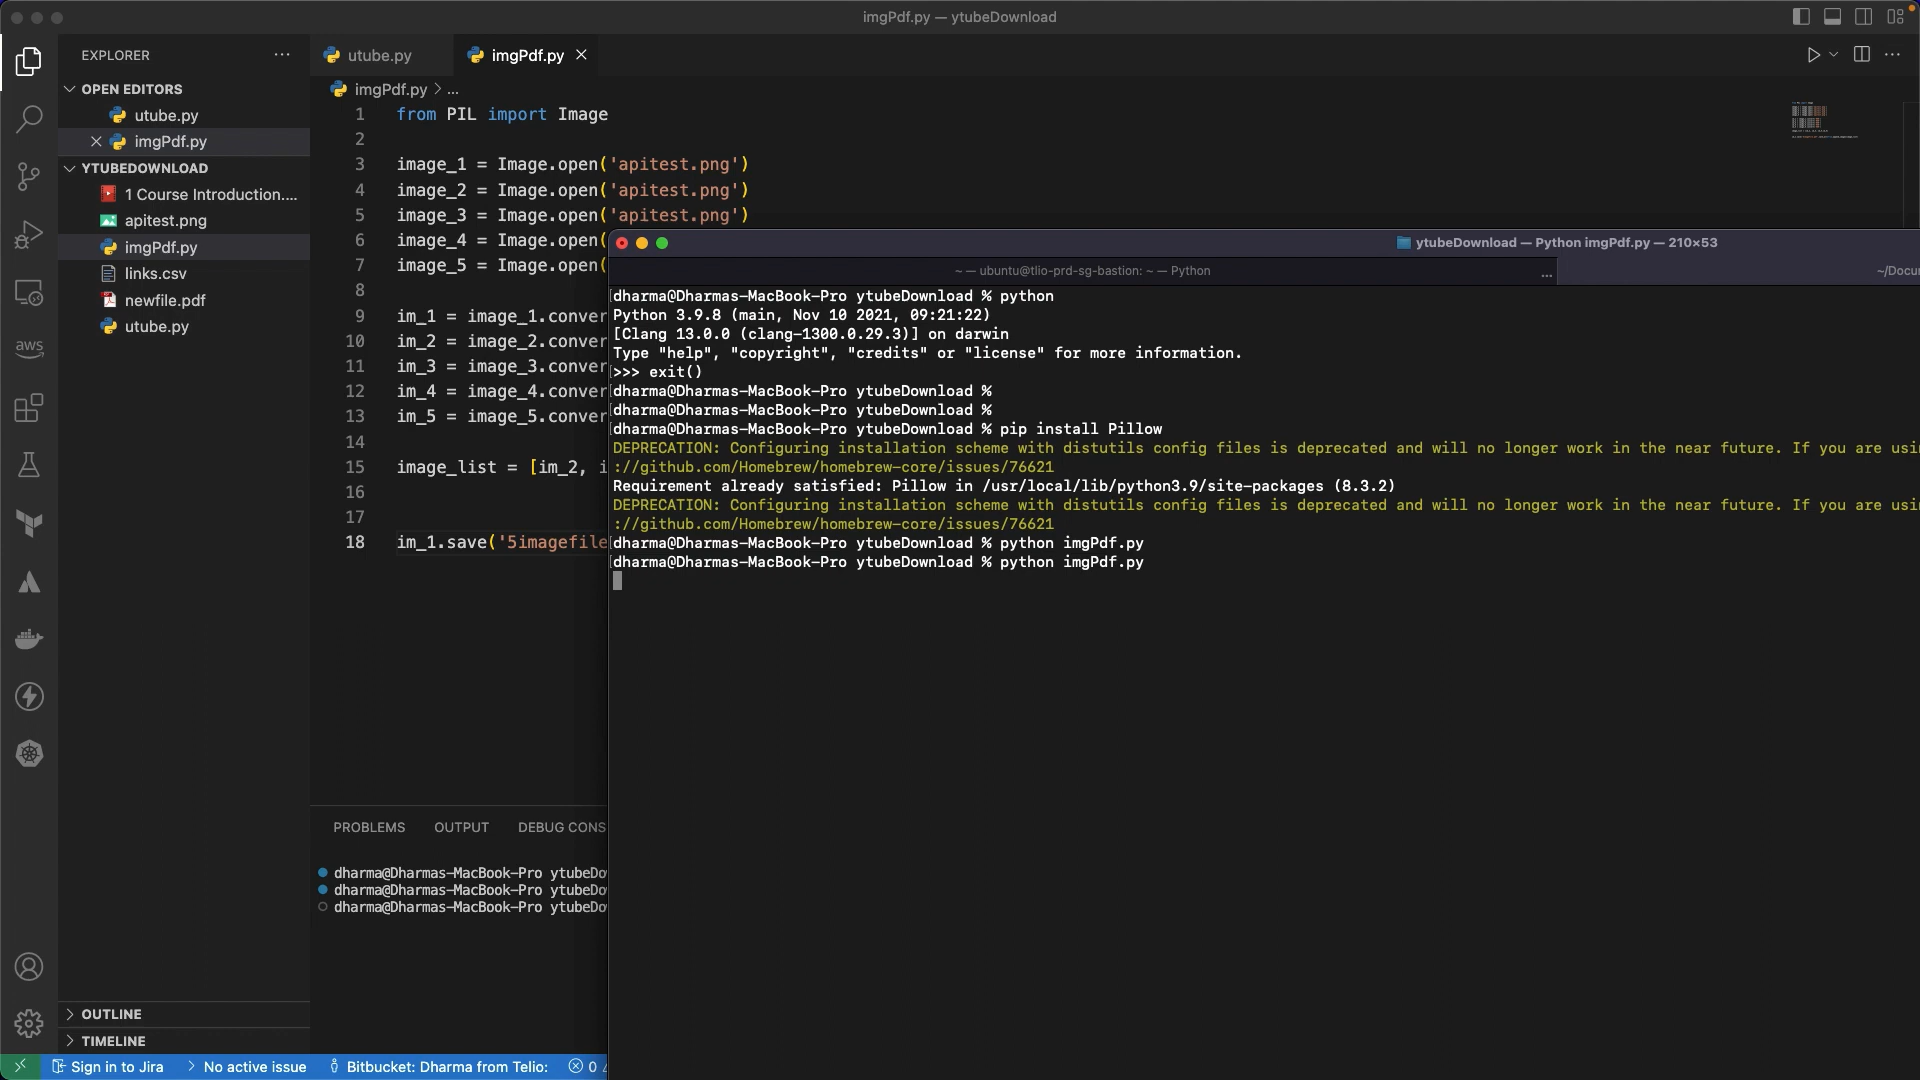 imgPdf.py — ytubeDownload
EXPLORER
utube.py
imgPdf.py
OPEN EDITORS
utube.py
imgPdf.py
YTUBEDOWNLOAD
1 Course Introduction....
apitest.png
imgPdf.py
links.csv
newfile.pdf
utube.py
imgPdf.py > ...
1 from PIL import Image
2
3 image_1 = Image.open('apitest.png')
4 image_2 = Image.open('apitest.png')
5 image_3 = Image.open('apitest.png')
6 image_4 = Image.open(
7 image_5 = Image.open(
8
9 im_1 = image_1.conver
10 im_2 = image_2.conver
11 im_3 = image_3.conver
12 im_4 = image_4.conver
13 im_5 = image_5.conver
14
15 image_list = [im_2, i
16
17
18 im_1.save('5imagefile
ytubeDownload — Python imgPdf.py — 210×53
~ — ubuntu@tlio-prd-sg-bastion: ~ — Python
...
~/Docu
dharma@Dharmas-MacBook-Pro ytubeDownload % python
Python 3.9.8 (main, Nov 10 2021, 09:21:22)
[Clang 13.0.0 (clang-1300.0.29.3)] on darwin
Type "help", "copyright", "credits" or "license" for more information.
>>> exit()
dharma@Dharmas-MacBook-Pro ytubeDownload %
dharma@Dharmas-MacBook-Pro ytubeDownload %
dharma@Dharmas-MacBook-Pro ytubeDownload % pip install Pillow
DEPRECATION: Configuring installation scheme with distutils config files is deprecated and will no longer work in the near future. If you are usi
://github.com/Homebrew/homebrew-core/issues/76621
Requirement already satisfied: Pillow in /usr/local/lib/python3.9/site-packages (8.3.2)
DEPRECATION: Configuring installation scheme with distutils config files is deprecated and will no longer work in the near future. If you are usi
://github.com/Homebrew/homebrew-core/issues/76621
dharma@Dharmas-MacBook-Pro ytubeDownload % python imgPdf.py
dharma@Dharmas-MacBook-Pro ytubeDownload % python imgPdf.py
aws
PROBLEMS OUTPUT DEBUG CONS
dharma@Dharmas-MacBook-Pro ytubeDo
dharma@Dharmas-MacBook-Pro ytubeDo
dharma@Dharmas-MacBook-Pro ytubeDo
OUTLINE
TIMELINE
Sign in to Jira > No active issue Bitbucket: Dharma from Telio: 0